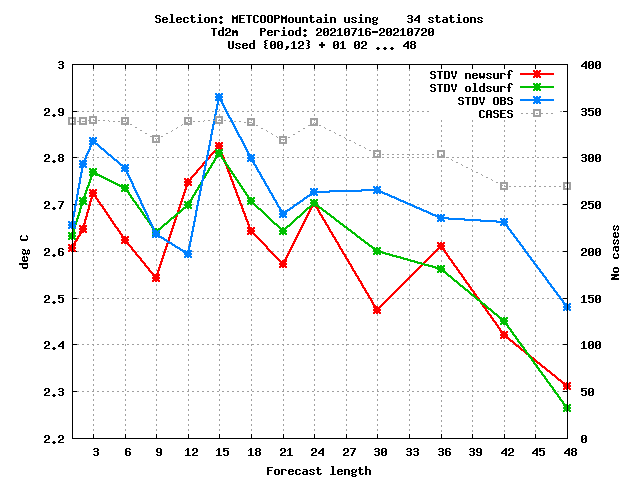 Selection: METCOOPMountain using    34 stations
Td2m   Period: 20210716-20210720
Used {00,12} + 01 02 ... 48
STDV newsurf
STDV oldsurf
STDV OBS
CASES
3
2.9
2.8
2.7
2.6
2.5
2.4
2.3
2.2
deg C
400
350
300
250
200
150
100
50
0
No cases
3 6 9 12 15 18 21 24 27 30 33 36 39 42 45 48
Forecast length